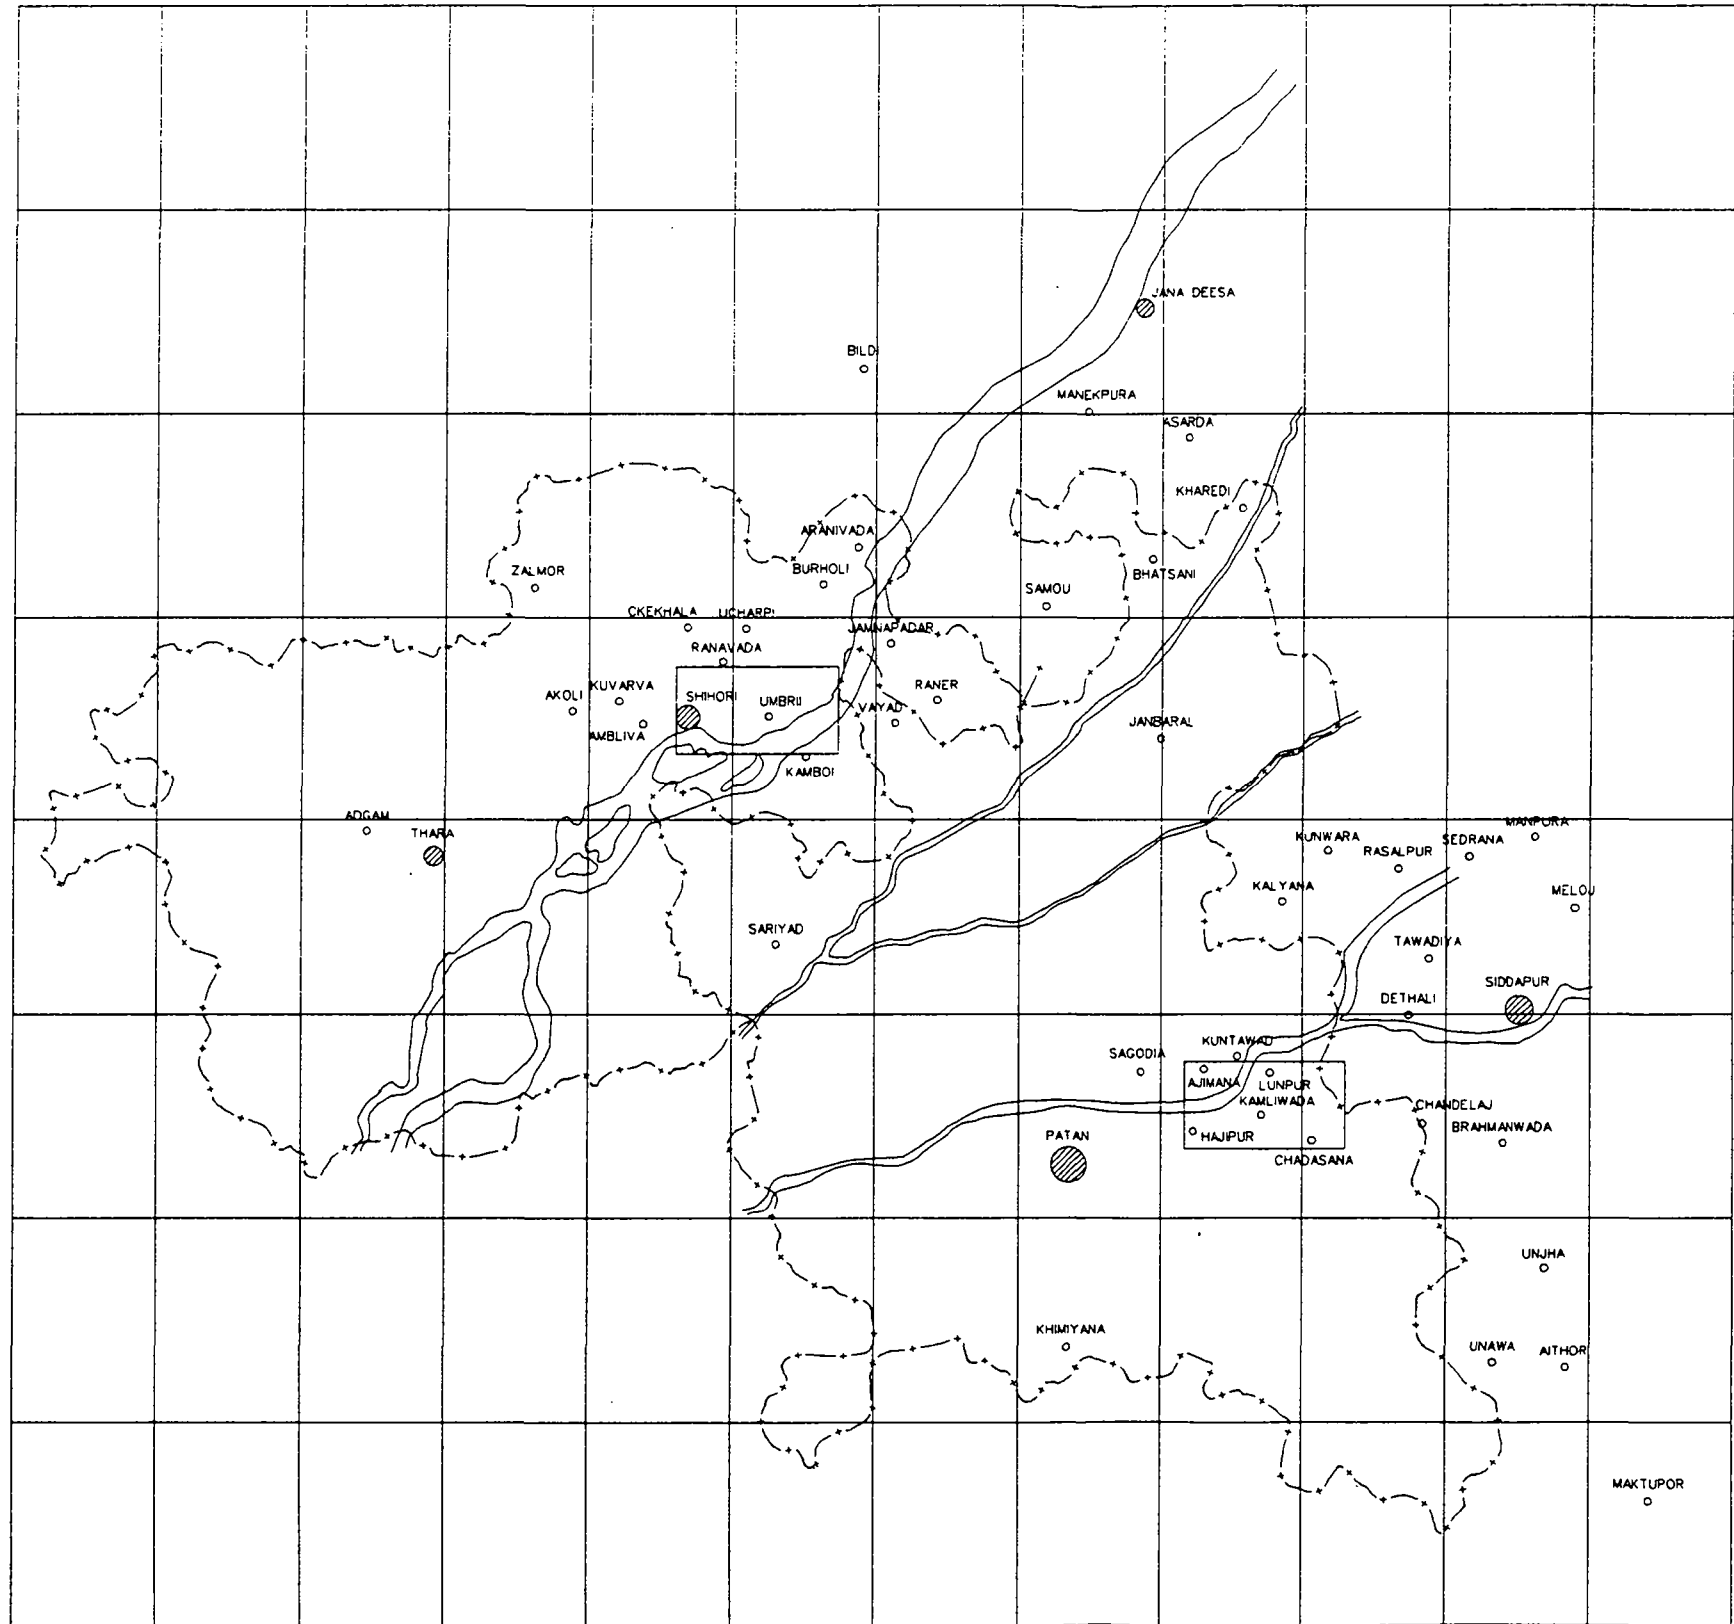 JANA DEESA
BILDI
MANEKPURA
ASARDA
KHAREDI
ARANIVADA
BURHOLI
ZALMOR
BHATSANI
SAMOU
CKEKHALA
UCHARPI
JAMNAPADAR
RANAVADA
AKOLI
KUVARVA
SHIHORI
UMBRII
RANER
VAYAD
AMBLIVA
JANBARAL
KAMBOI
ADGAM
THARA
KUNWARA
RASALPUR
SEDRANA
MANPURA
KALYANA
MELOJ
SARIYAD
TAWADIYA
SIDDAPUR
DETHALI
KUNTAWAD
SAGODIA
AJIMANA
LUNPUR
KAMLIWADA
CHANDELAJ
BRAHMANWADA
PATAN
HAJIPUR
CHADASANA
UNJHA
KHIMIYANA
UNAWA
AITHOR
MAKTUPOR